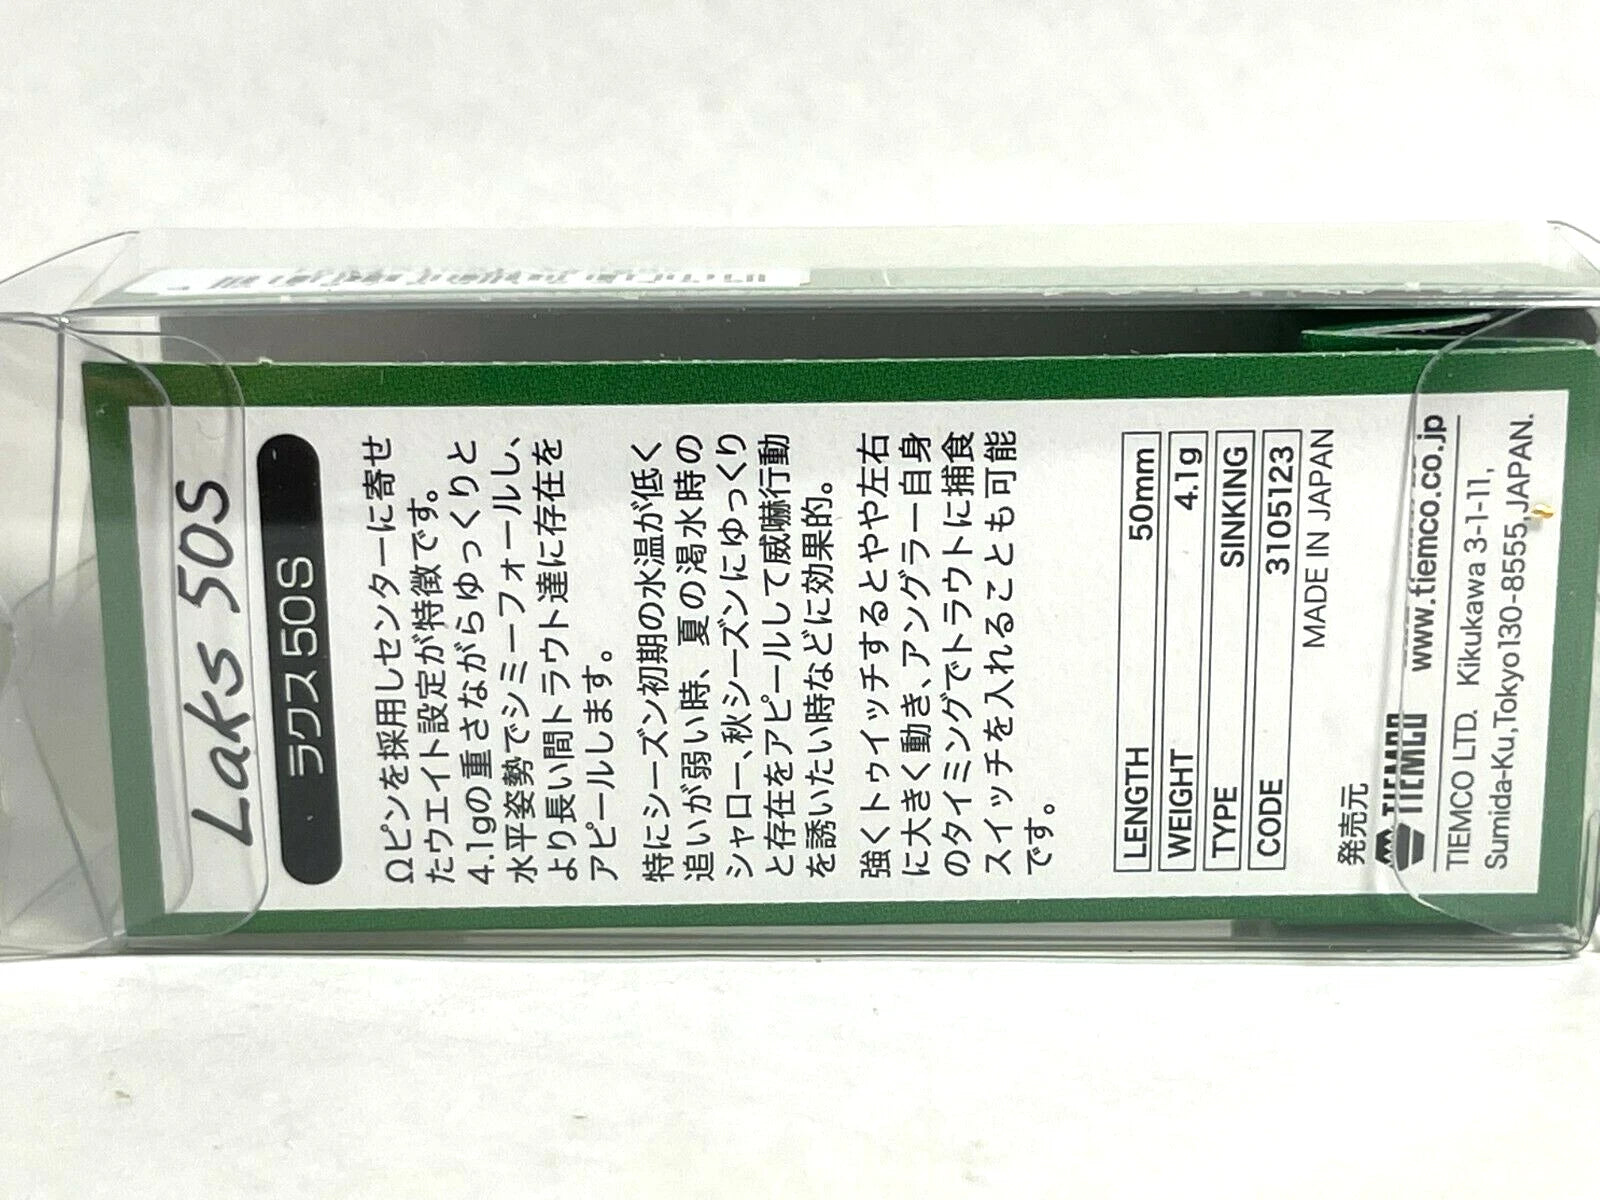 Laks 50S
ラクス50S
Ωピンを採用しセンターに寄せ
たウエイト設定が特徴です。
4.1gの重さながらゆっくりと
水平姿勢でシミーフォールし、
より長い間トラウト達に存在を
アピールします。
特にシーズン初期の水温が低く
追いが弱い時、夏の渇水時の
シャロー、秋シーズンにゆっくり
と存在をアピールして威嚇行動
を誘いたい時などに効果的。
強くトゥイッチするとやや左右
に大きく動き、アングラー自身
のタイミングでトラウトに捕食
スイッチを入れることも可能
です。
LENGTH 50mm
WEIGHT 4.1g
TYPE SINKING
CODE 3105123
MADE IN JAPAN
発売元
TIEMCO www.tiemco.co.jp
TIEMCO LTD. Kikukawa 3-1-11,
Sumida-Ku,Tokyo130-8555,JAPAN.